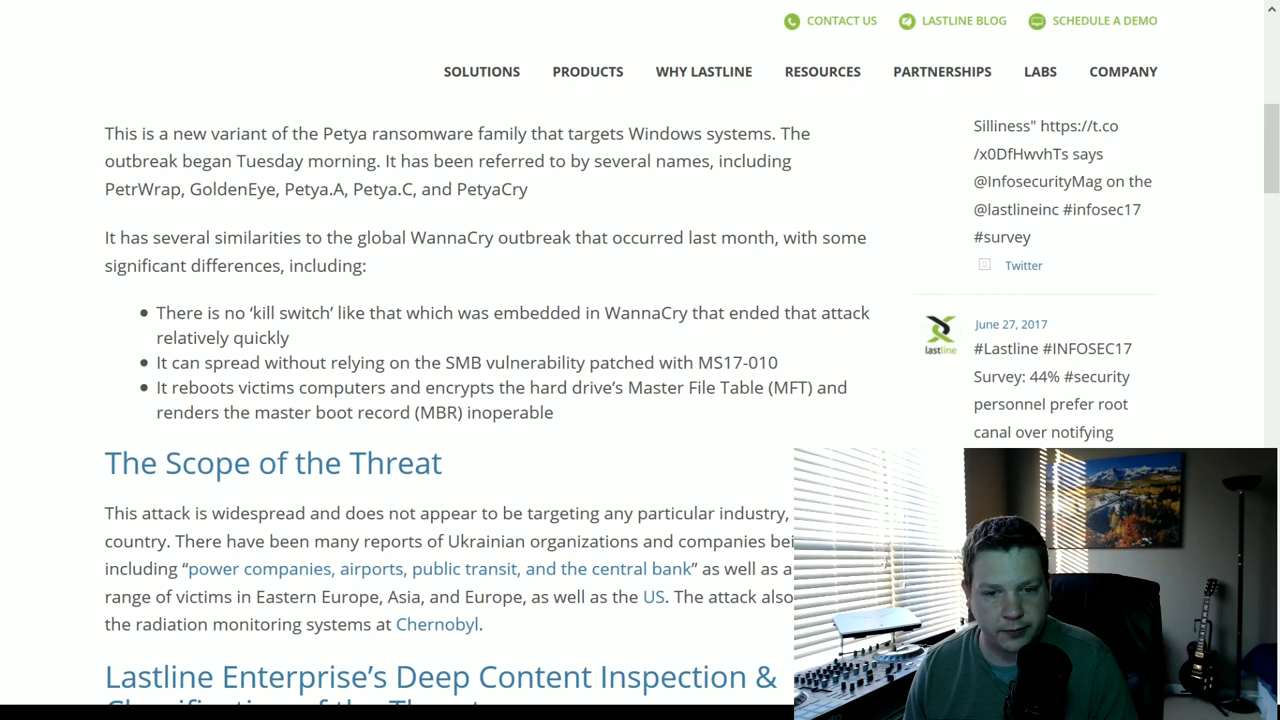 CONTACT US
LASTLINE BLOG
SCHEDULE A DEMO
SOLUTIONS
PRODUCTS
WHY LASTLINE
RESOURCES
PARTNERSHIPS
LABS
COMPANY
This is a new variant of the Petya ransomware family that targets Windows systems. The
outbreak began Tuesday morning. It has been referred to by several names, including
PetrWrap, GoldenEye, Petya.A, Petya.C, and PetyaCry
It has several similarities to the global WannaCry outbreak that occurred last month, with some
significant differences, including:
There is no ‘kill switch’ like that which was embedded in WannaCry that ended that attack
relatively quickly
It can spread without relying on the SMB vulnerability patched with MS17-010
It reboots victims computers and encrypts the hard drive’s Master File Table (MFT) and
renders the master boot record (MBR) inoperable
The Scope of the Threat
This attack is widespread and does not appear to be targeting any particular industry,
country. There have been many reports of Ukrainian organizations and companies
including “power companies, airports, public transit, and the central bank” as well as a
range of victims in Eastern Europe, Asia, and Europe, as well as the US. The attack also
the radiation monitoring systems at Chernobyl.
Lastline Enterprise’s Deep Content Inspection &
Silliness" https://t.co
/x0DfHwvhTs says
@InfosecurityMag on the
@lastlineinc #infosec17
#survey
Twitter
lastline
June 27, 2017
#Lastline #INFOSEC17
Survey: 44% #security
personnel prefer root
canal over notifying